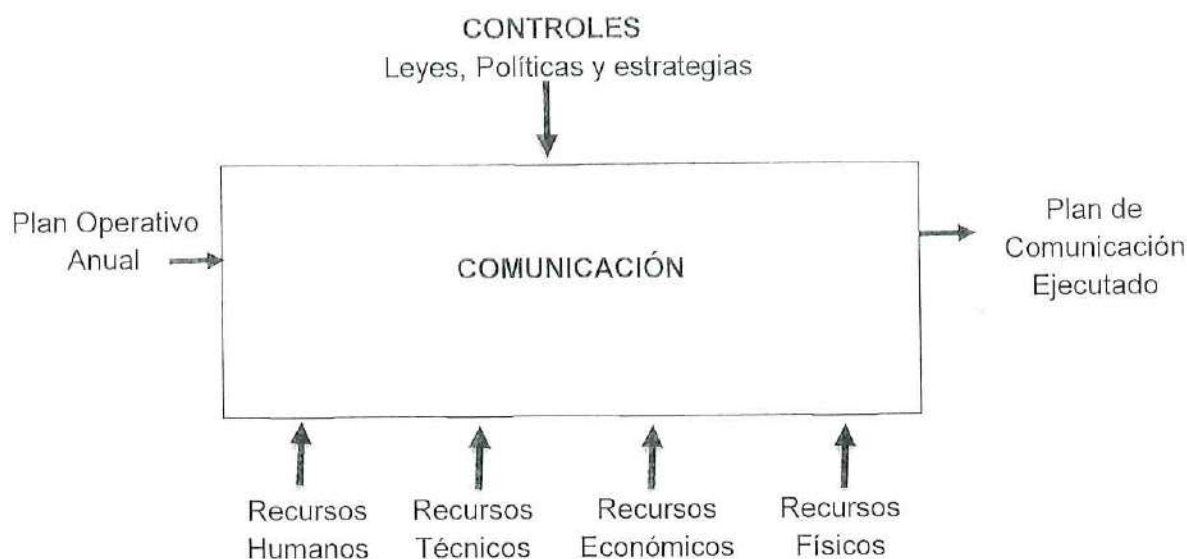 CONTROLES
Leyes, Políticas y estrategias
Plan Operativo
Anual
COMUNICACIÓN
Plan de
Comunicación
Ejecutado
Recursos
Humanos
Recursos
Técnicos
Recursos
Económicos
Recursos
Físicos